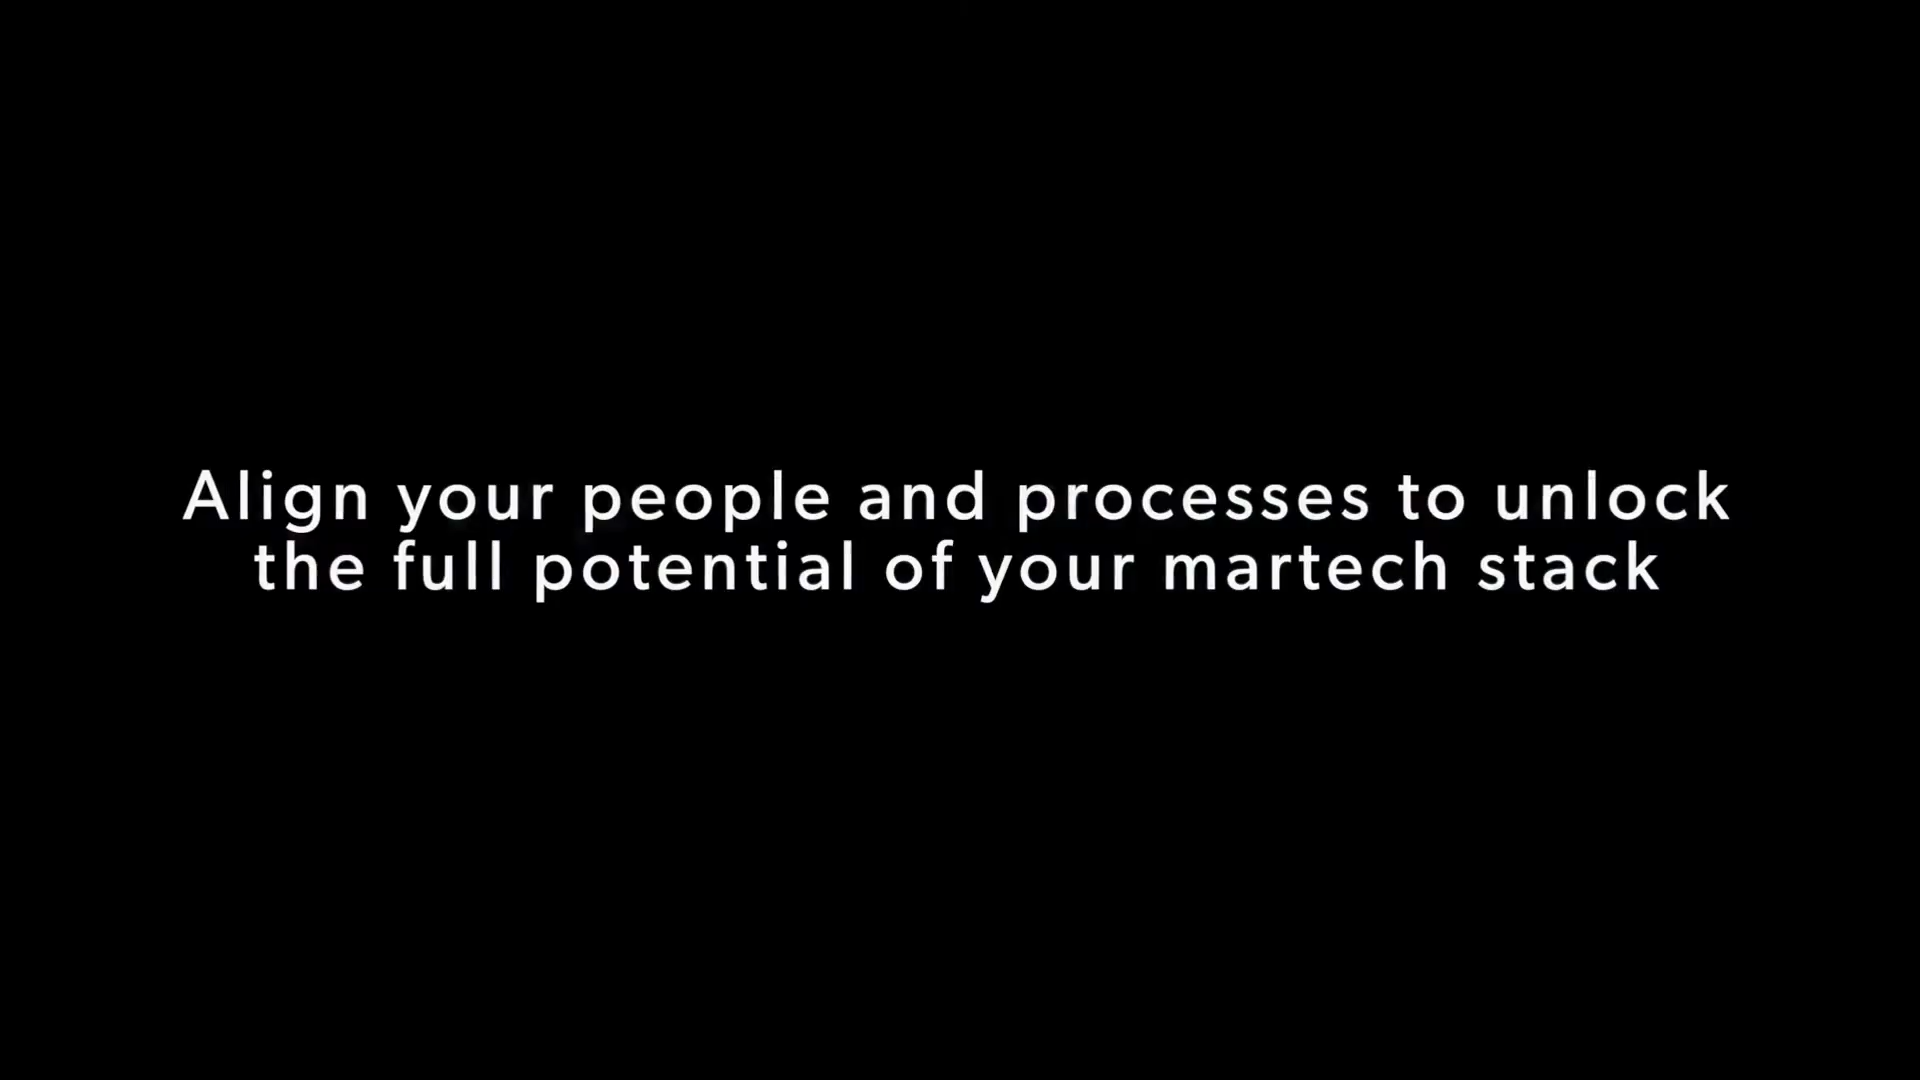 Align your people and processes to unlock
the full potential of your martech stack